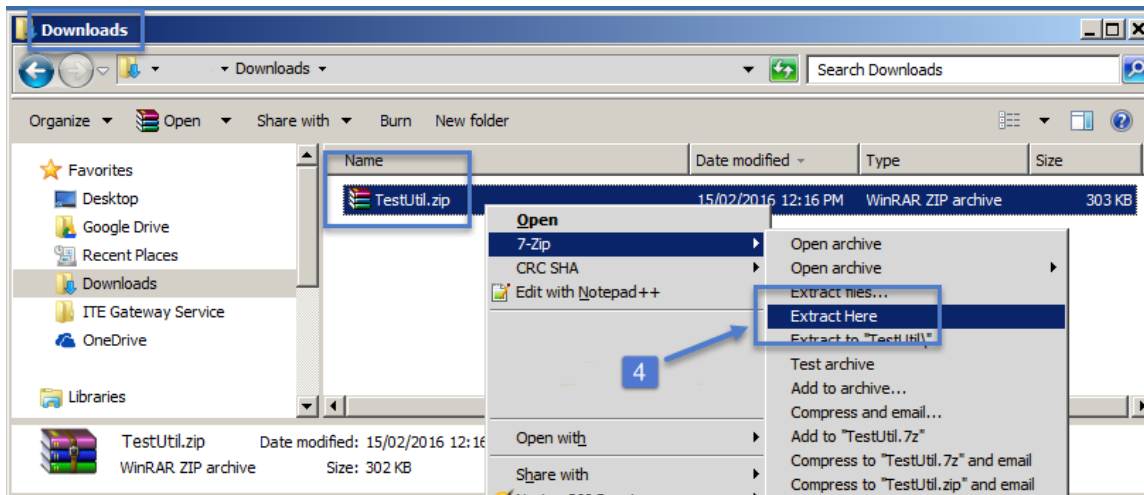 Downloads
Downloads
Search Downloads
Organize Open Share with Burn New folder
Name Date modified Type Size
Favorites
Desktop
Google Drive
Recent Places
Downloads
ITE Gateway Service
OneDrive
Libraries
TestUtil.zip 15/02/2016 12:16 PM WinRAR ZIP archive 303 KB
Open
7-Zip
CRC SHA
Edit with Notepad++
Open with
Share with
Open archive
Open archive
Extract files...
Extract Here
Extract to "TestUtil\"
Test archive
Add to archive...
Compress and email...
Add to "TestUtil.7z"
Compress to "TestUtil.7z" and email
Compress to "TestUtil.zip" and email
4
TestUtil.zip Date modified: 15/02/2016 12:16
WinRAR ZIP archive Size: 302 KB